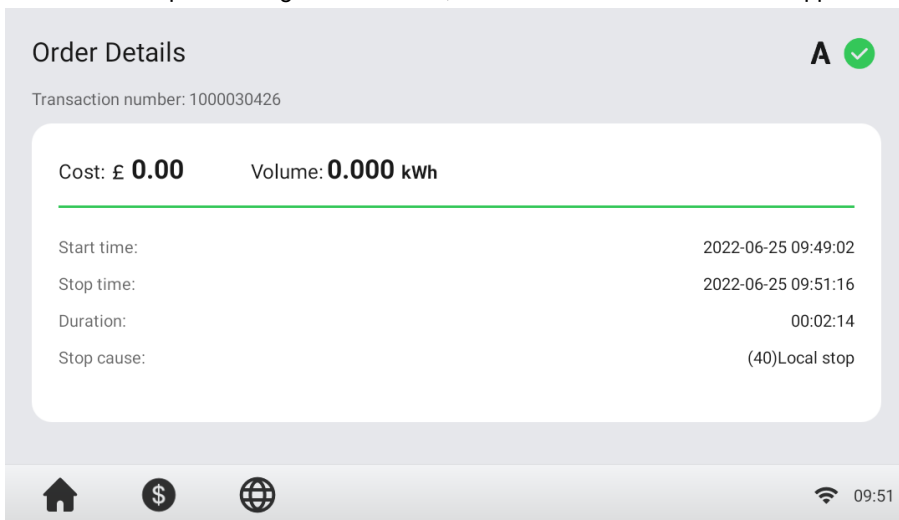 Order Details
A
Transaction number: 1000030426
Cost: £ 0.00 Volume: 0.000 kWh
Start time: 2022-06-25 09:49:02
Stop time: 2022-06-25 09:51:16
Duration: 00:02:14
Stop cause: (40)Local stop
$
09:51